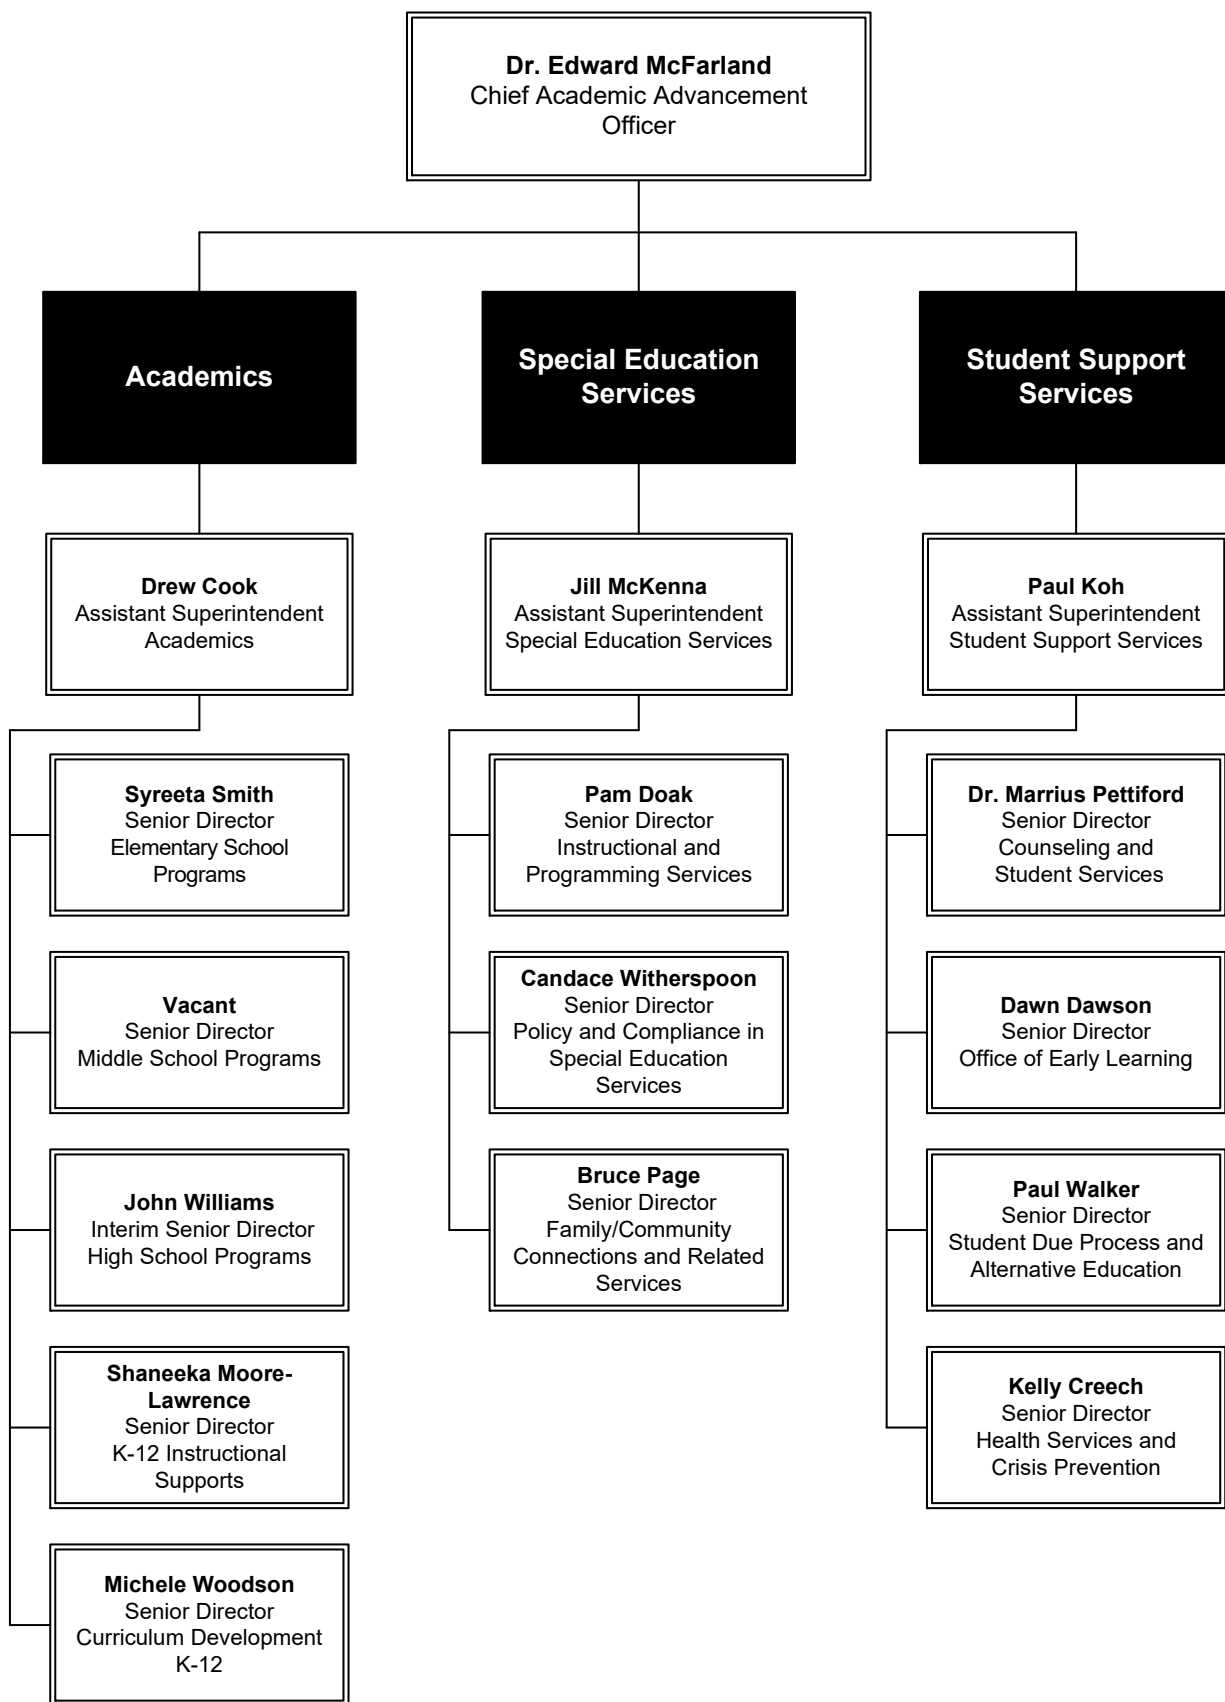 Dr. Edward McFarland
Chief Academic Advancement
Officer
Academics
Special Education
Services
Student Support
Services
Drew Cook
Assistant Superintendent
Academics
Jill McKenna
Assistant Superintendent
Special Education Services
Paul Koh
Assistant Superintendent
Student Support Services
Syreeta Smith
Senior Director
Elementary School
Programs
Pam Doak
Senior Director
Instructional and
Programming Services
Dr. Marrius Pettiford
Senior Director
Counseling and
Student Services
Vacant
Senior Director
Middle School Programs
Candace Witherspoon
Senior Director
Policy and Compliance in
Special Education
Services
Dawn Dawson
Senior Director
Office of Early Learning
John Williams
Interim Senior Director
High School Programs
Bruce Page
Senior Director
Family/Community
Connections and Related
Services
Paul Walker
Senior Director
Student Due Process and
Alternative Education
Shaneeka Moore-
Lawrence
Senior Director
K-12 Instructional
Supports
Kelly Creech
Senior Director
Health Services and
Crisis Prevention
Michele Woodson
Senior Director
Curriculum Development
K-12